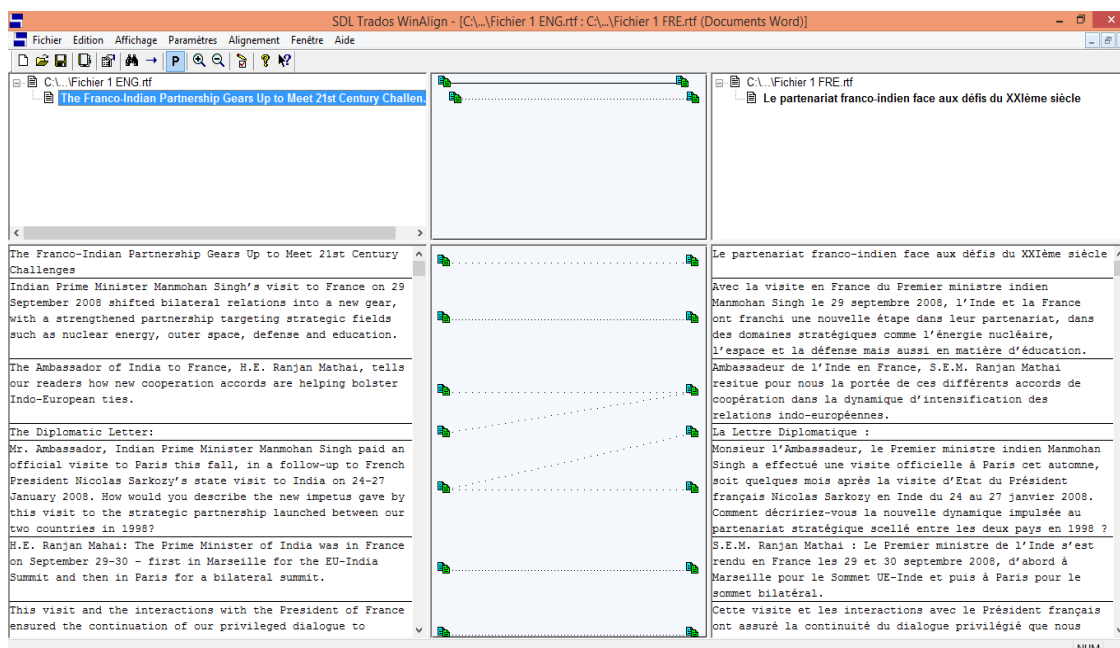 SDL Trados WinAlign - [C:\...\Fichier 1 ENG.rtf : C:\...\Fichier 1 FRE.rtf (Documents Word)]
Fichier Edition Affichage Paramètres Alignement Fenêtre Aide
P
C:\...\Fichier 1 ENG.rtf
The Franco-Indian Partnership Gears Up to Meet 21st Century Challen.
C:\...\Fichier 1 FRE.rtf
Le partenariat franco-indien face aux défis du XXIème siècle
The Franco-Indian Partnership Gears Up to Meet 21st Century
Challenges
Indian Prime Minister Manmohan Singh's visit to France on 29
September 2008 shifted bilateral relations into a new gear,
with a strengthened partnership targeting strategic fields
such as nuclear energy, outer space, defense and education.
The Ambassador of India to France, H.E. Ranjan Mathai, tells
our readers how new cooperation accords are helping bolster
Indo-European ties.
The Diplomatic Letter:
Mr. Ambassador, Indian Prime Minister Manmohan Singh paid an
official visite to Paris this fall, in a follow-up to French
President Nicolas Sarkozy's state visit to India on 24-27
January 2008. How would you describe the new impetus gave by
this visit to the strategic partnership launched between our
two countries in 1998?
H.E. Ranjan Mahai: The Prime Minister of India was in France
on September 29-30 - first in Marseille for the EU-India
Summit and then in Paris for a bilateral summit.
This visit and the interactions with the President of France
ensured the continuation of our privileged dialogue to
Le partenariat franco-indien face aux défis du XXIème siècle
Avec la visite en France du Premier ministre indien
Manmohan Singh le 29 septembre 2008, l'Inde et la France
ont franchi une nouvelle étape dans leur partenariat, dans
des domaines stratégiques comme l'énergie nucléaire,
l'espace et la défense mais aussi en matière d'éducation.
Ambassadeur de l'Inde en France, S.E.M. Ranjan Mathai
resitue pour nous la portée de ces différents accords de
coopération dans la dynamique d'intensification des
relations indo-européennes.
La Lettre Diplomatique :
Monsieur l'Ambassadeur, le Premier ministre indien Manmohan
Singh a effectué une visite officielle à Paris cet automne,
soit quelques mois après la visite d'Etat du Président
français Nicolas Sarkozy en Inde du 24 au 27 janvier 2008.
Comment décririez-vous la nouvelle dynamique impulsée au
partenariat stratégique scellé entre les deux pays en 1998 ?
S.E.M. Ranjan Mathai : Le Premier ministre de l'Inde s'est
rendu en France les 29 et 30 septembre 2008, d'abord à
Marseille pour le Sommet UE-Inde et puis à Paris pour le
sommet bilatéral.
Cette visite et les interactions avec le Président français
ont assuré la continuité du dialogue privilégié que nous
NUM